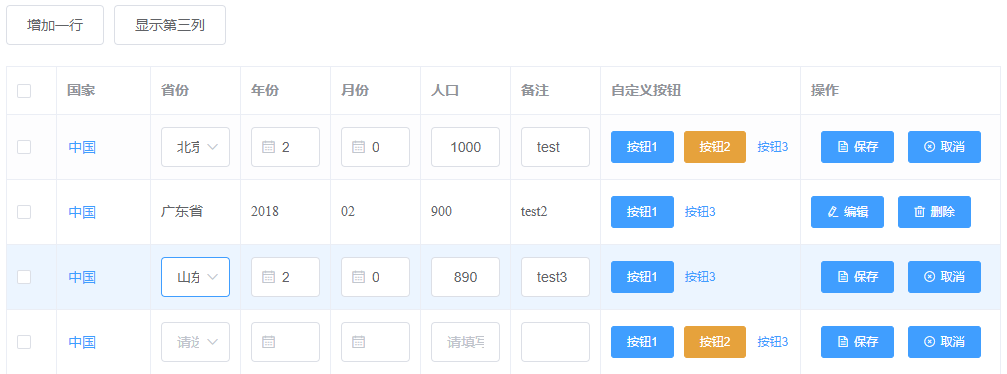 增加一行 显示第三列
国家 省份 年份 月份 人口 备注 自定义按钮 操作
中国 北京 2 0 1000 test 按钮1 按钮2 按钮3 保存 取消
中国 广东省 2018 02 900 test2 按钮1 按钮3 编辑 删除
中国 山东 2 0 890 test3 按钮1 按钮3 保存 取消
中国 请选 请填写 按钮1 按钮2 按钮3 保存 取消